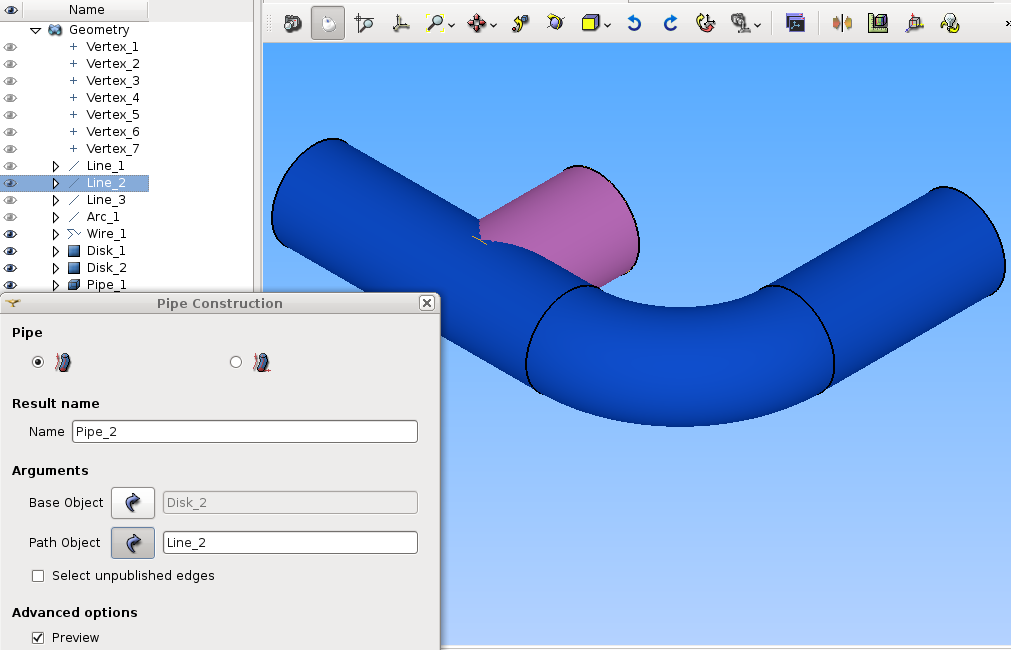 Name
Geometry
Vertex_1
Vertex_2
Vertex_3
Vertex_4
Vertex_5
Vertex_6
Vertex_7
Line_1
Line_2
Line_3
Arc_1
Wire_1
Disk_1
Disk_2
Pipe_1
Pipe Construction
Pipe
Result name
Name Pipe_2
Arguments
Base Object Disk_2
Path Object Line_2
Select unpublished edges
Advanced options
Preview